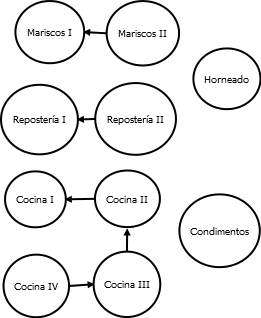 Mariscos I
Mariscos II
Horneado
Repostería I
Repostería II
Cocina I
Cocina II
Condimentos
Cocina IV
Cocina III